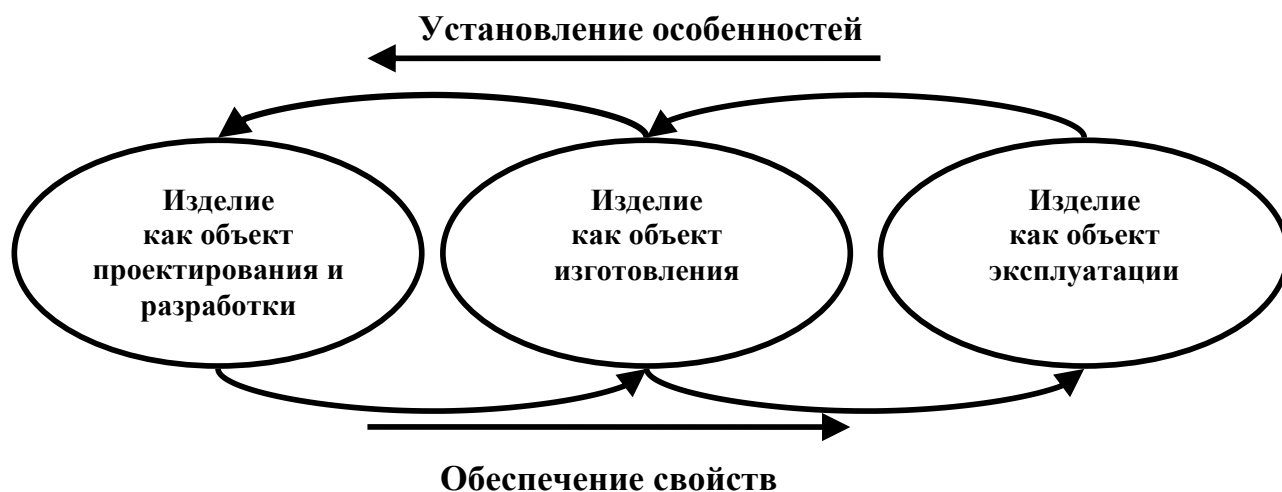 Установление особенностей
Изделие
как объект
проектирования и
разработки
Изделие
как объект
изготовления
Изделие
как объект
эксплуатации
Обеспечение свойств